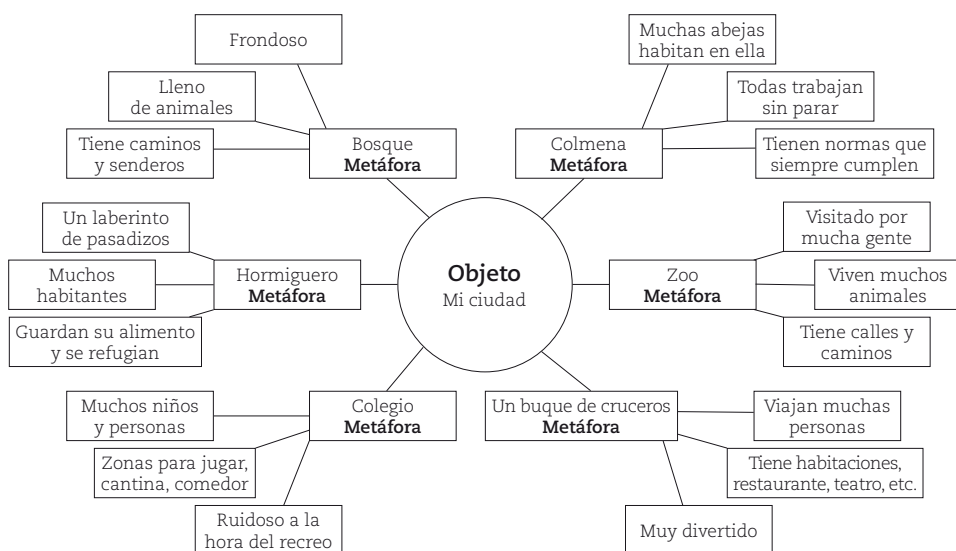 Frondoso
Lleno
de animales
Tiene caminos
y senderos
Bosque
Metáfora
Muchas abejas
habitan en ella
Todas trabajan
sin parar
Tienen normas que
siempre cumplen
Colmena
Metáfora
Un laberinto
de pasadizos
Muchos
habitantes
Guardan su alimento
y se refugian
Hormiguero
Metáfora
Objeto
Mi ciudad
Zoo
Metáfora
Visitado por
mucha gente
Viven muchos
animales
Tiene calles y
caminos
Muchos niños
y personas
Zonas para jugar,
cantina, comedor
Ruidoso a la
hora del recreo
Colegio
Metáfora
Un buque de cruceros
Metáfora
Viajan muchas
personas
Tiene habitaciones,
restaurante, teatro, etc.
Muy divertido